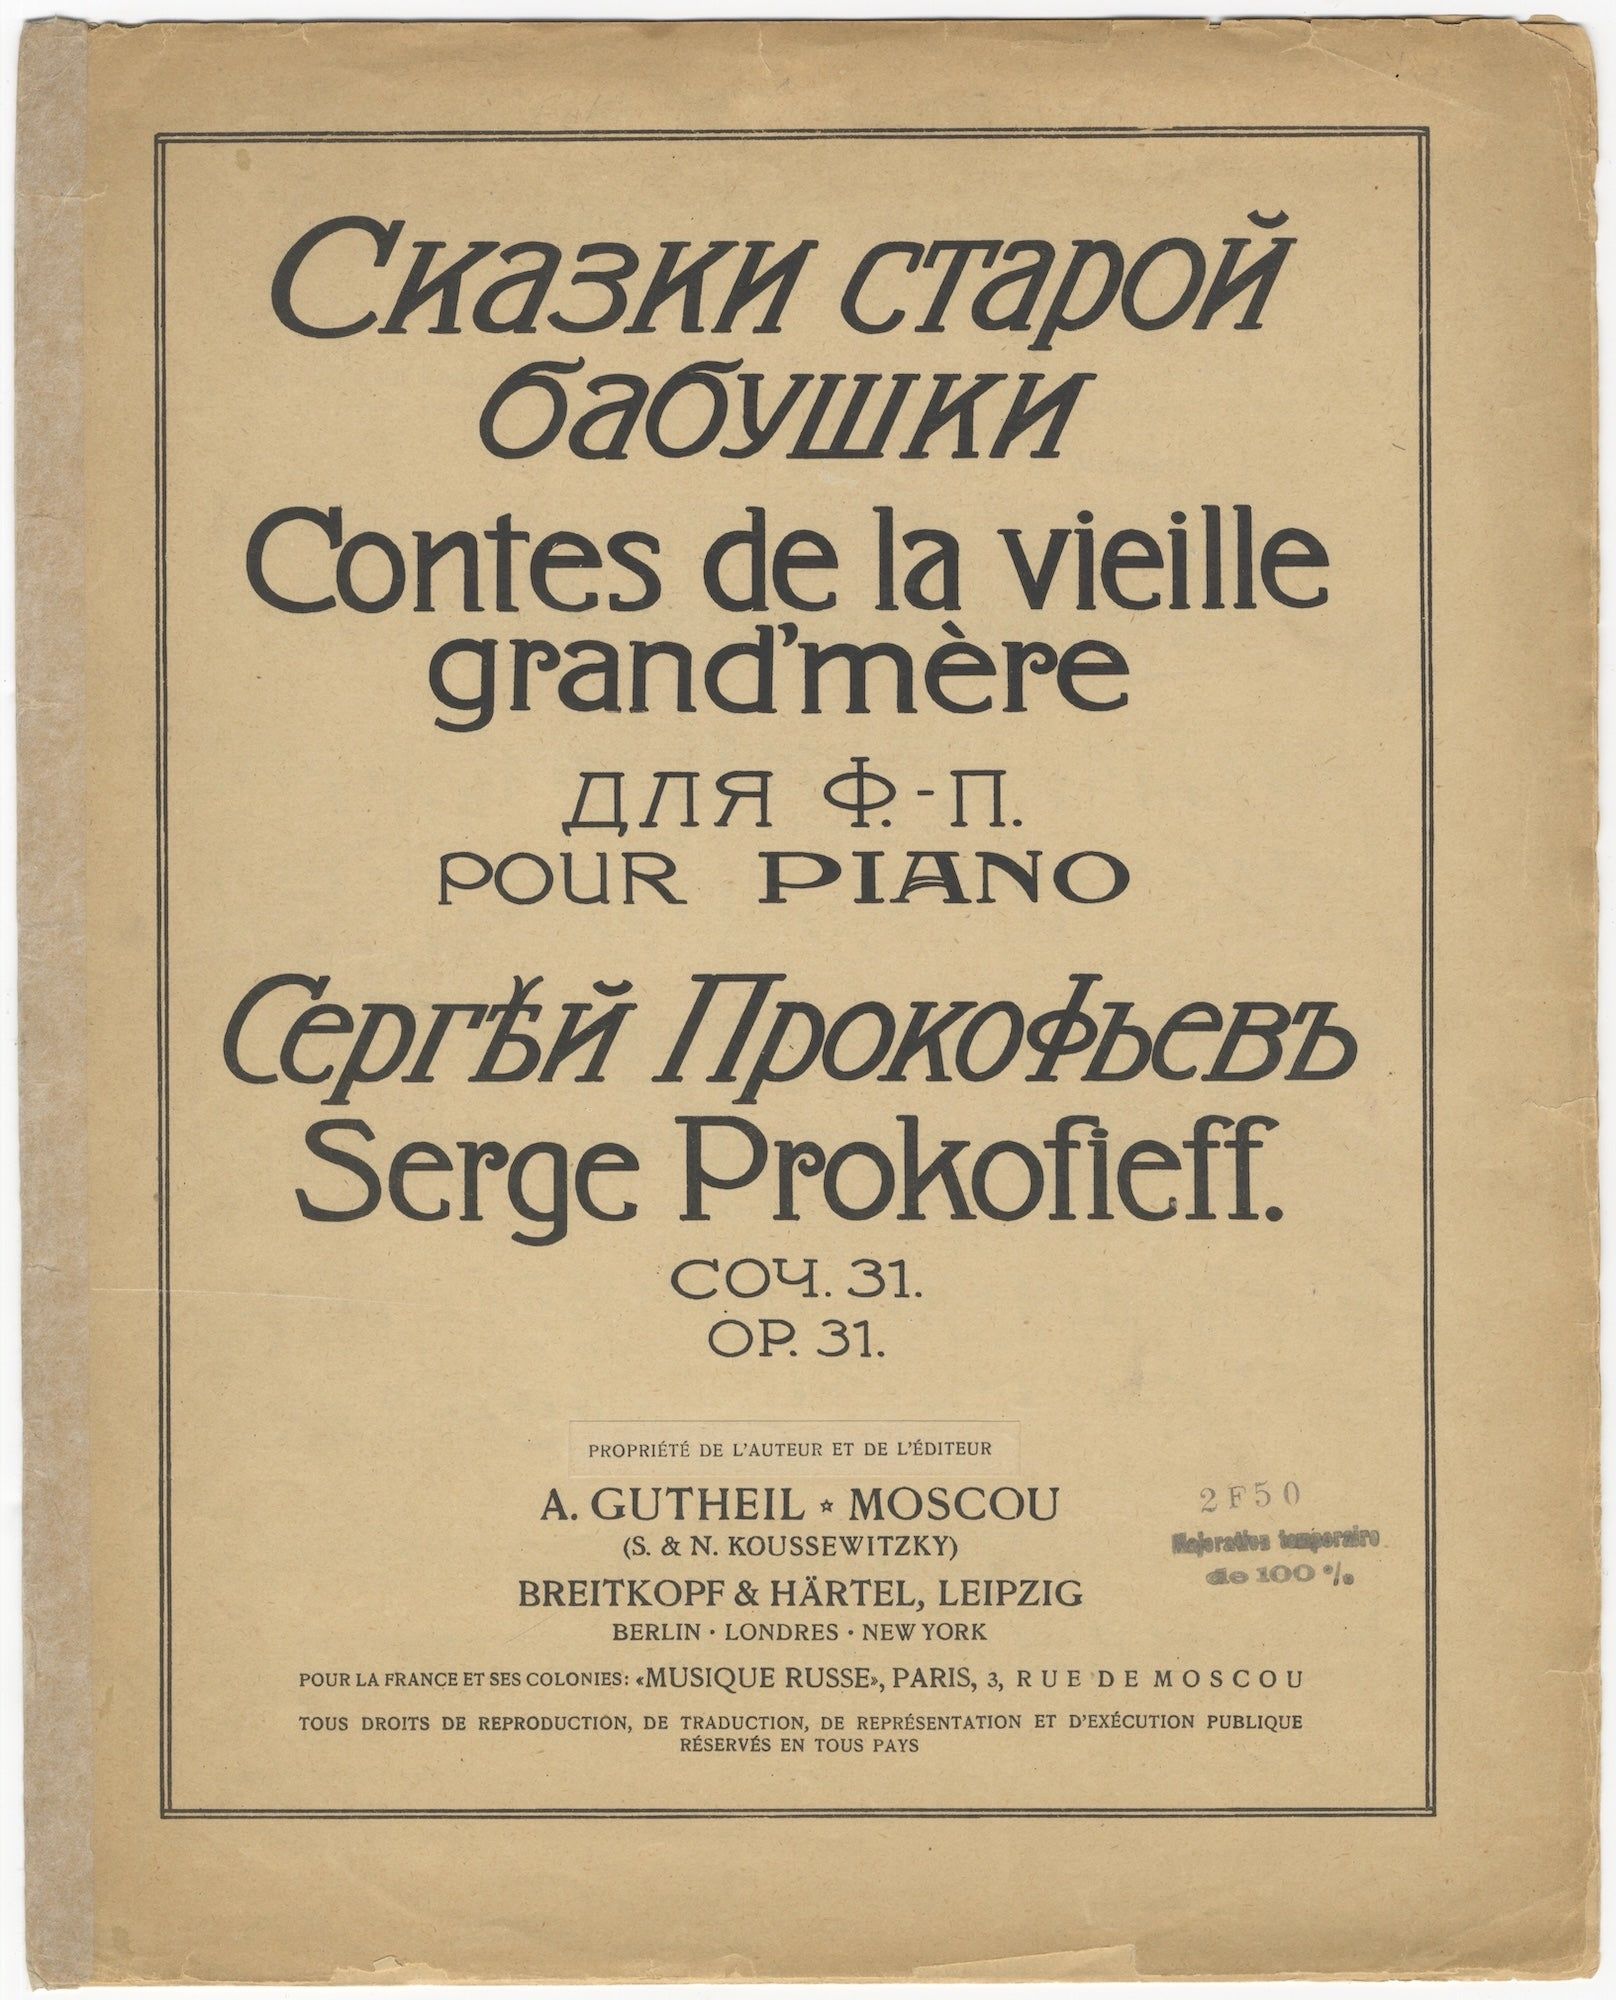 Сказки старой
бабушки
Contes de la vieille
grand'mère
ДЛЯ Ф.-П.
POUR PIANO
Сергѣй Прокофьевъ
Serge Prokofieff.
СОЧ. 31.
OP. 31.
PROPRIÉTÉ DE L'AUTEUR ET DE L'ÉDITEUR
A. GUTHEIL ☆ MOSCOU
(S. & N. KOUSSEWITZKY)
BREITKOPF & HÄRTEL, LEIPZIG
BERLIN · LONDRES · NEW YORK
2 F 50
Majoration temporaire
de 100 %
POUR LA FRANCE ET SES COLONIES: «MUSIQUE RUSSE», PARIS, 3, RUE DE MOSCOU
TOUS DROITS DE REPRODUCTION, DE TRADUCTION, DE REPRÉSENTATION ET D'EXÉCUTION PUBLIQUE
RÉSERVÉS EN TOUS PAYS